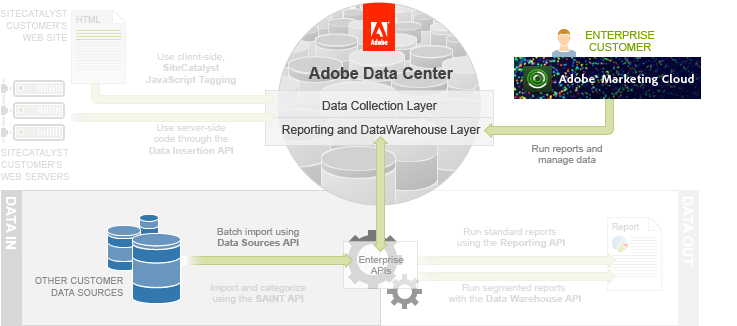 SITECATALYST
CUSTOMER'S
WEB SITE
HTML
Use client-side,
SiteCatalyst
JavaScript Tagging
Use server-side
code through the
Data Insertion API
SITECATALYST
CUSTOMER'S
WEB SERVERS
Adobe
Adobe Data Center
Data Collection Layer
Reporting and DataWarehouse Layer
ENTERPRISE
CUSTOMER
Adobe® Marketing Cloud
Run reports and
manage data
DATA IN
OTHER CUSTOMER
DATA SOURCES
Batch import using
Data Sources API
Import and categorize
using the SAINT API
Enterprise
APIs
Run standard reports
using the Reporting API
Run segmented reports
with the Data Warehouse API
Report
DATA OUT